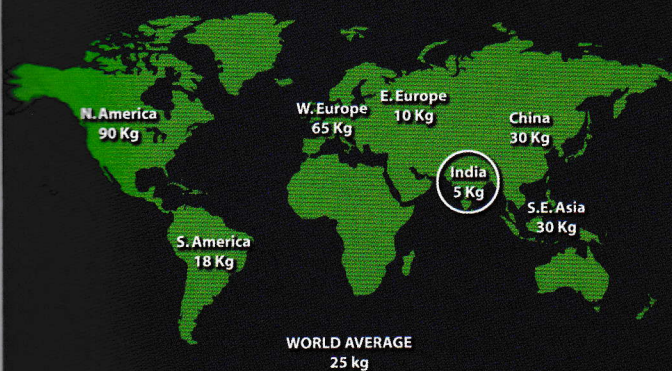 N. America
90 Kg
W. Europe
65 Kg
E. Europe
10 Kg
China
30 Kg
India
5 Kg
S.E. Asia
30 Kg
S. America
18 Kg
WORLD AVERAGE
25 kg